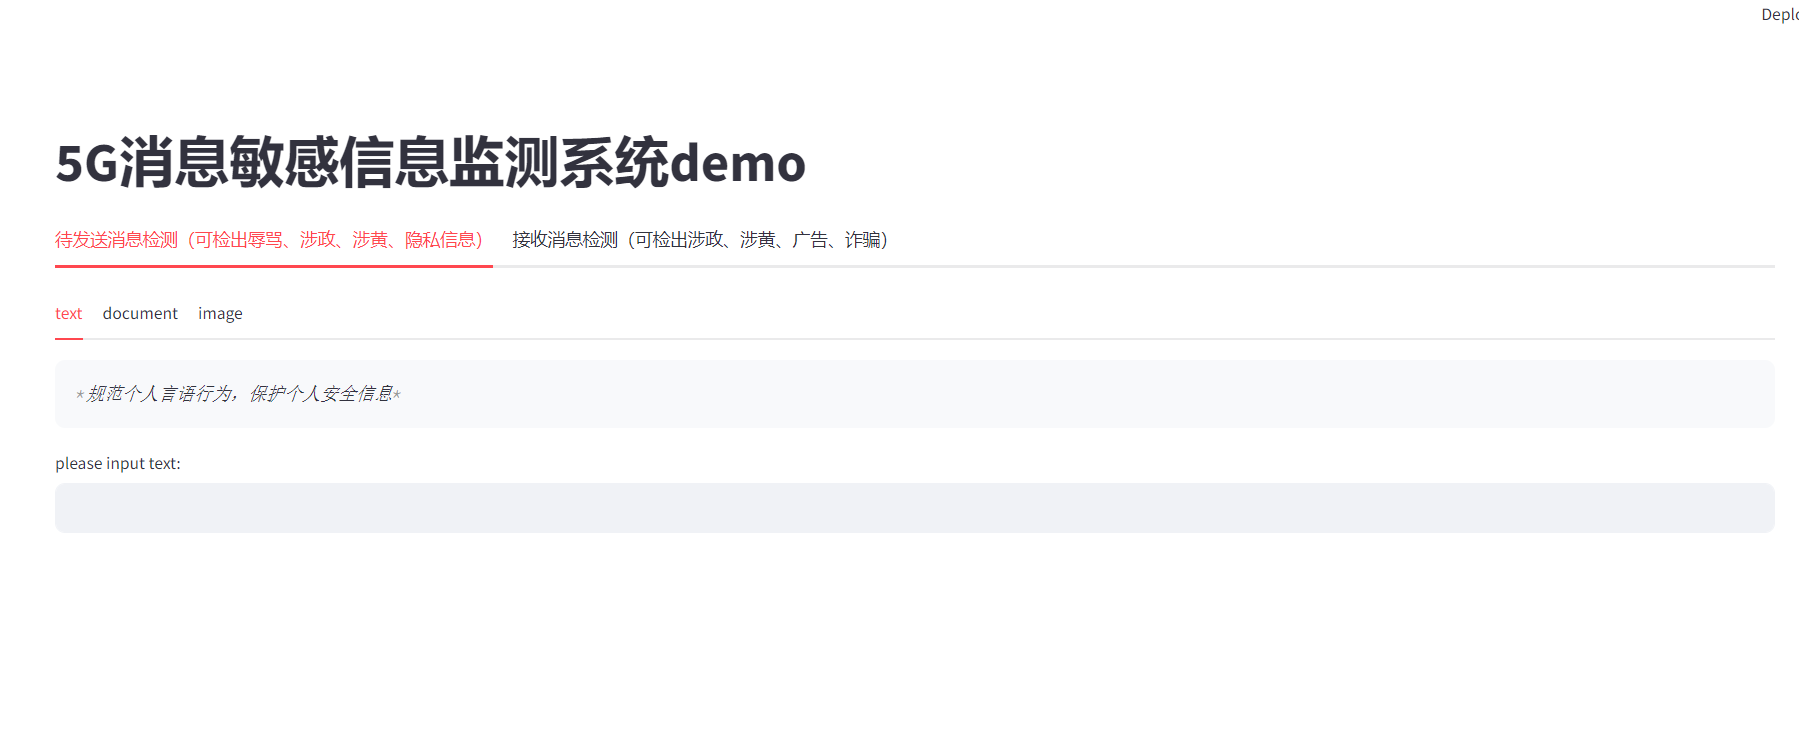 5G消息敏感信息监测系统demo
待发送消息检测（可检出辱骂、涉政、涉黄、隐私信息） 接收消息检测（可检出涉政、涉黄、广告、诈骗）
text document image
*规范个人言语行为，保护个人安全信息*
please input text: